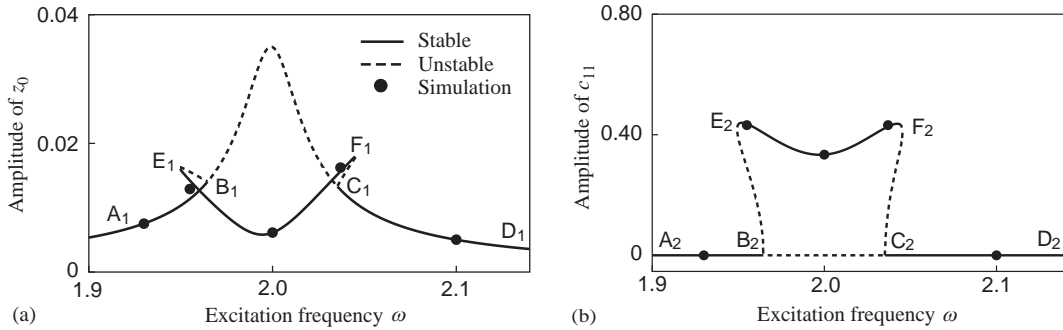 0.04
0.02
0
Amplitude of z0
Stable
Unstable
Simulation
E1
B1
A1
F1
C1
D1
1.9
2.0
2.1
(a)
Excitation frequency ω
0.80
0.40
0
Amplitude of c11
E2
F2
A2
B2
C2
D2
1.9
2.0
2.1
(b)
Excitation frequency ω